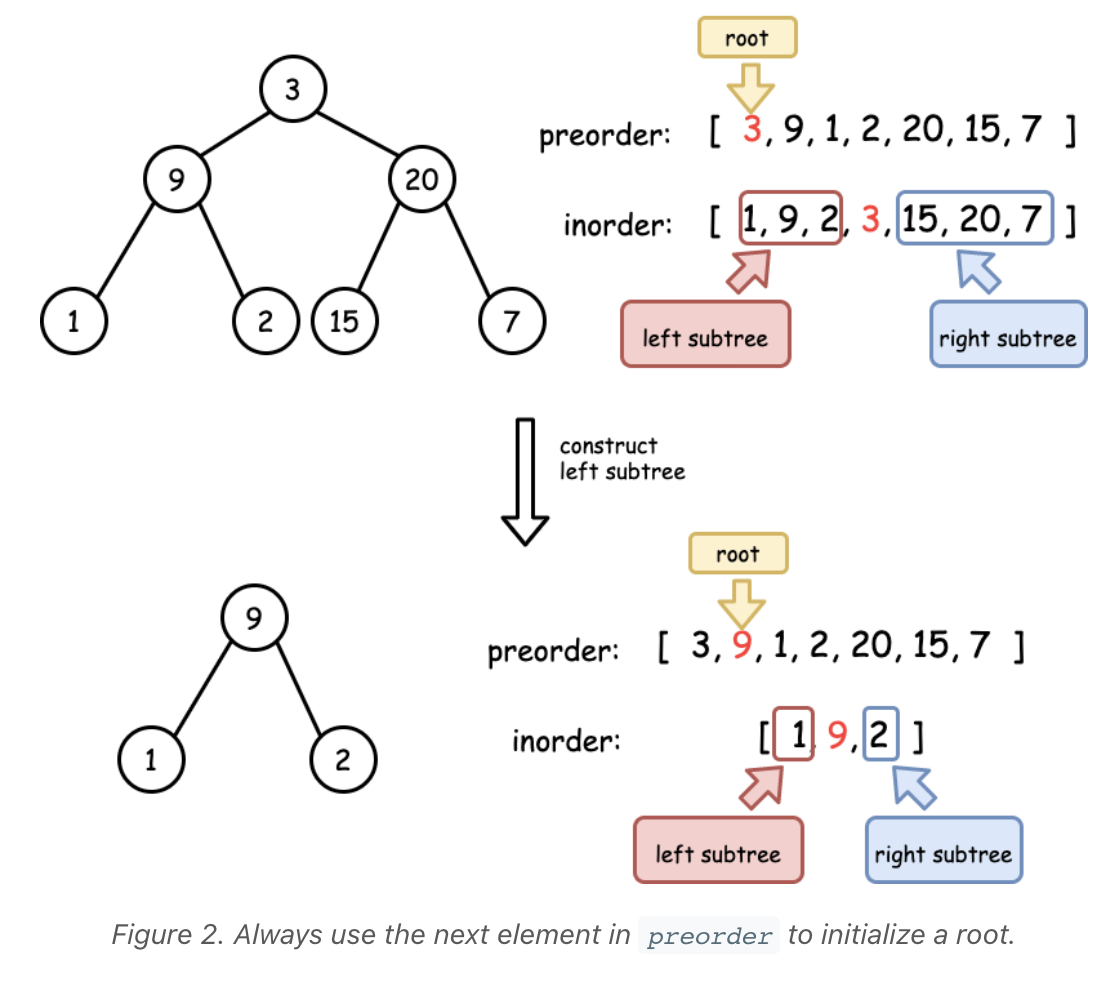 root
3
preorder: [ 3, 9, 1, 2, 20, 15, 7 ]
9
20
inorder: [ 1, 9, 2, 3, 15, 20, 7 ]
1
2
15
7
left subtree
right subtree
construct
left subtree
root
9
preorder: [ 3, 9, 1, 2, 20, 15, 7 ]
inorder: [ 1, 9, 2 ]
1
2
left subtree
right subtree
Figure 2. Always use the next element in preorder to initialize a root.